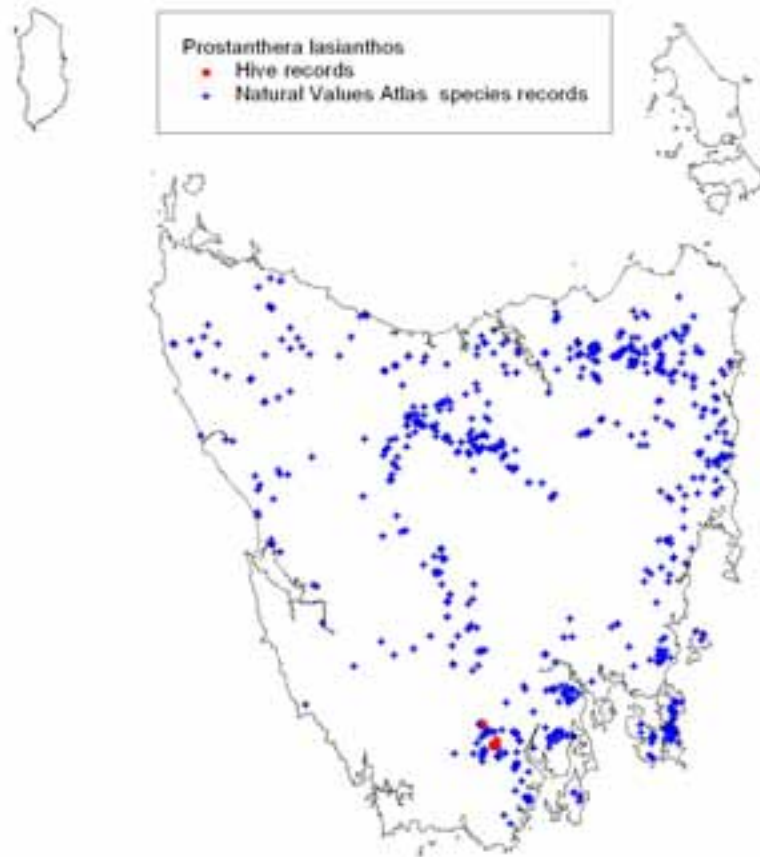 Prostanthera lasianthos
Hive records
Natural Values Atlas species records